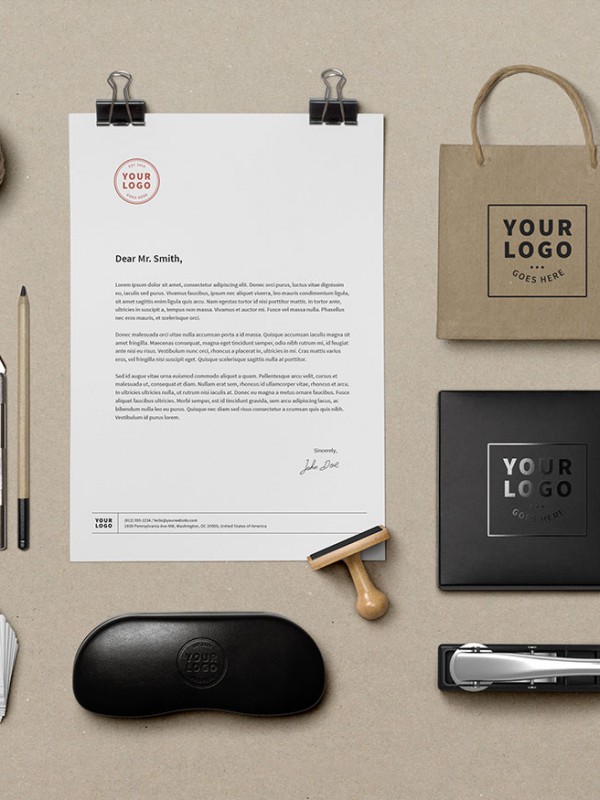 YOUR
LOGO
GOES HERE
Dear Mr. Smith,
Lorem ipsum dolor sit amet, consectetur adipiscing elit. Donec orci purus, luctus vitae dignissim
eu, iaculis sed purus. Vivamus faucibus, ipsum nec aliquet viverra, leo mauris condimentum ligula,
sit amet sagittis enim ligula quis arcu. Nam egestas tortor id nisi porttitor mattis. In tortor ante,
ultricies in suscipit a, tempus non massa. Vivamus et auctor mi. Fusce vel massa nulla. Phasellus
nec eros mauris, et scelerisque orci.
Donec malesuada orci vitae nulla accumsan porta a id massa. Quisque accumsan iaculis magna sit
amet fringilla. Maecenas consequat, magna eget tincidunt semper, odio nibh rutrum mi, id feugiat
ante nisi eu risus. Vestibulum nunc orci, rhoncus a placerat in, ultricies in mi. Cras mattis varius
eros, vel fringilla nisi suscipit eget. Quisque scelerisque sagittis nulla at porttitor.
Sed id augue vitae urna euismod commodo aliquet a quam. Pellentesque arcu velit, cursus et
malesuada ut, consequat et diam. Nullam erat sem, rhoncus id ullamcorper vitae, rhoncus et arcu.
In ultricies ultricies nulla, ut rutrum nisi iaculis at. Donec eu magna a metus ornare faucibus.
aliquet faucibus ultricies. Morbi semper, est id tincidunt gravida, sem arcu adipiscing lacus, ac
bibendum nulla leo eu purus. Quisque nec diam sed risus consectetur a crumsan quis quis nibh.
Vestibulum id purus lorem.
Sincerely,
John Doe
YOUR
LOGO
(612) 555-1234 / hello@yourwebsite.com
1600 Pennsylvania Ave NW, Washington, DC 20500, United States of America
YOUR
LOGO
GOES HERE
YOUR
LOGO
GOES HERE
YOUR
LOGO